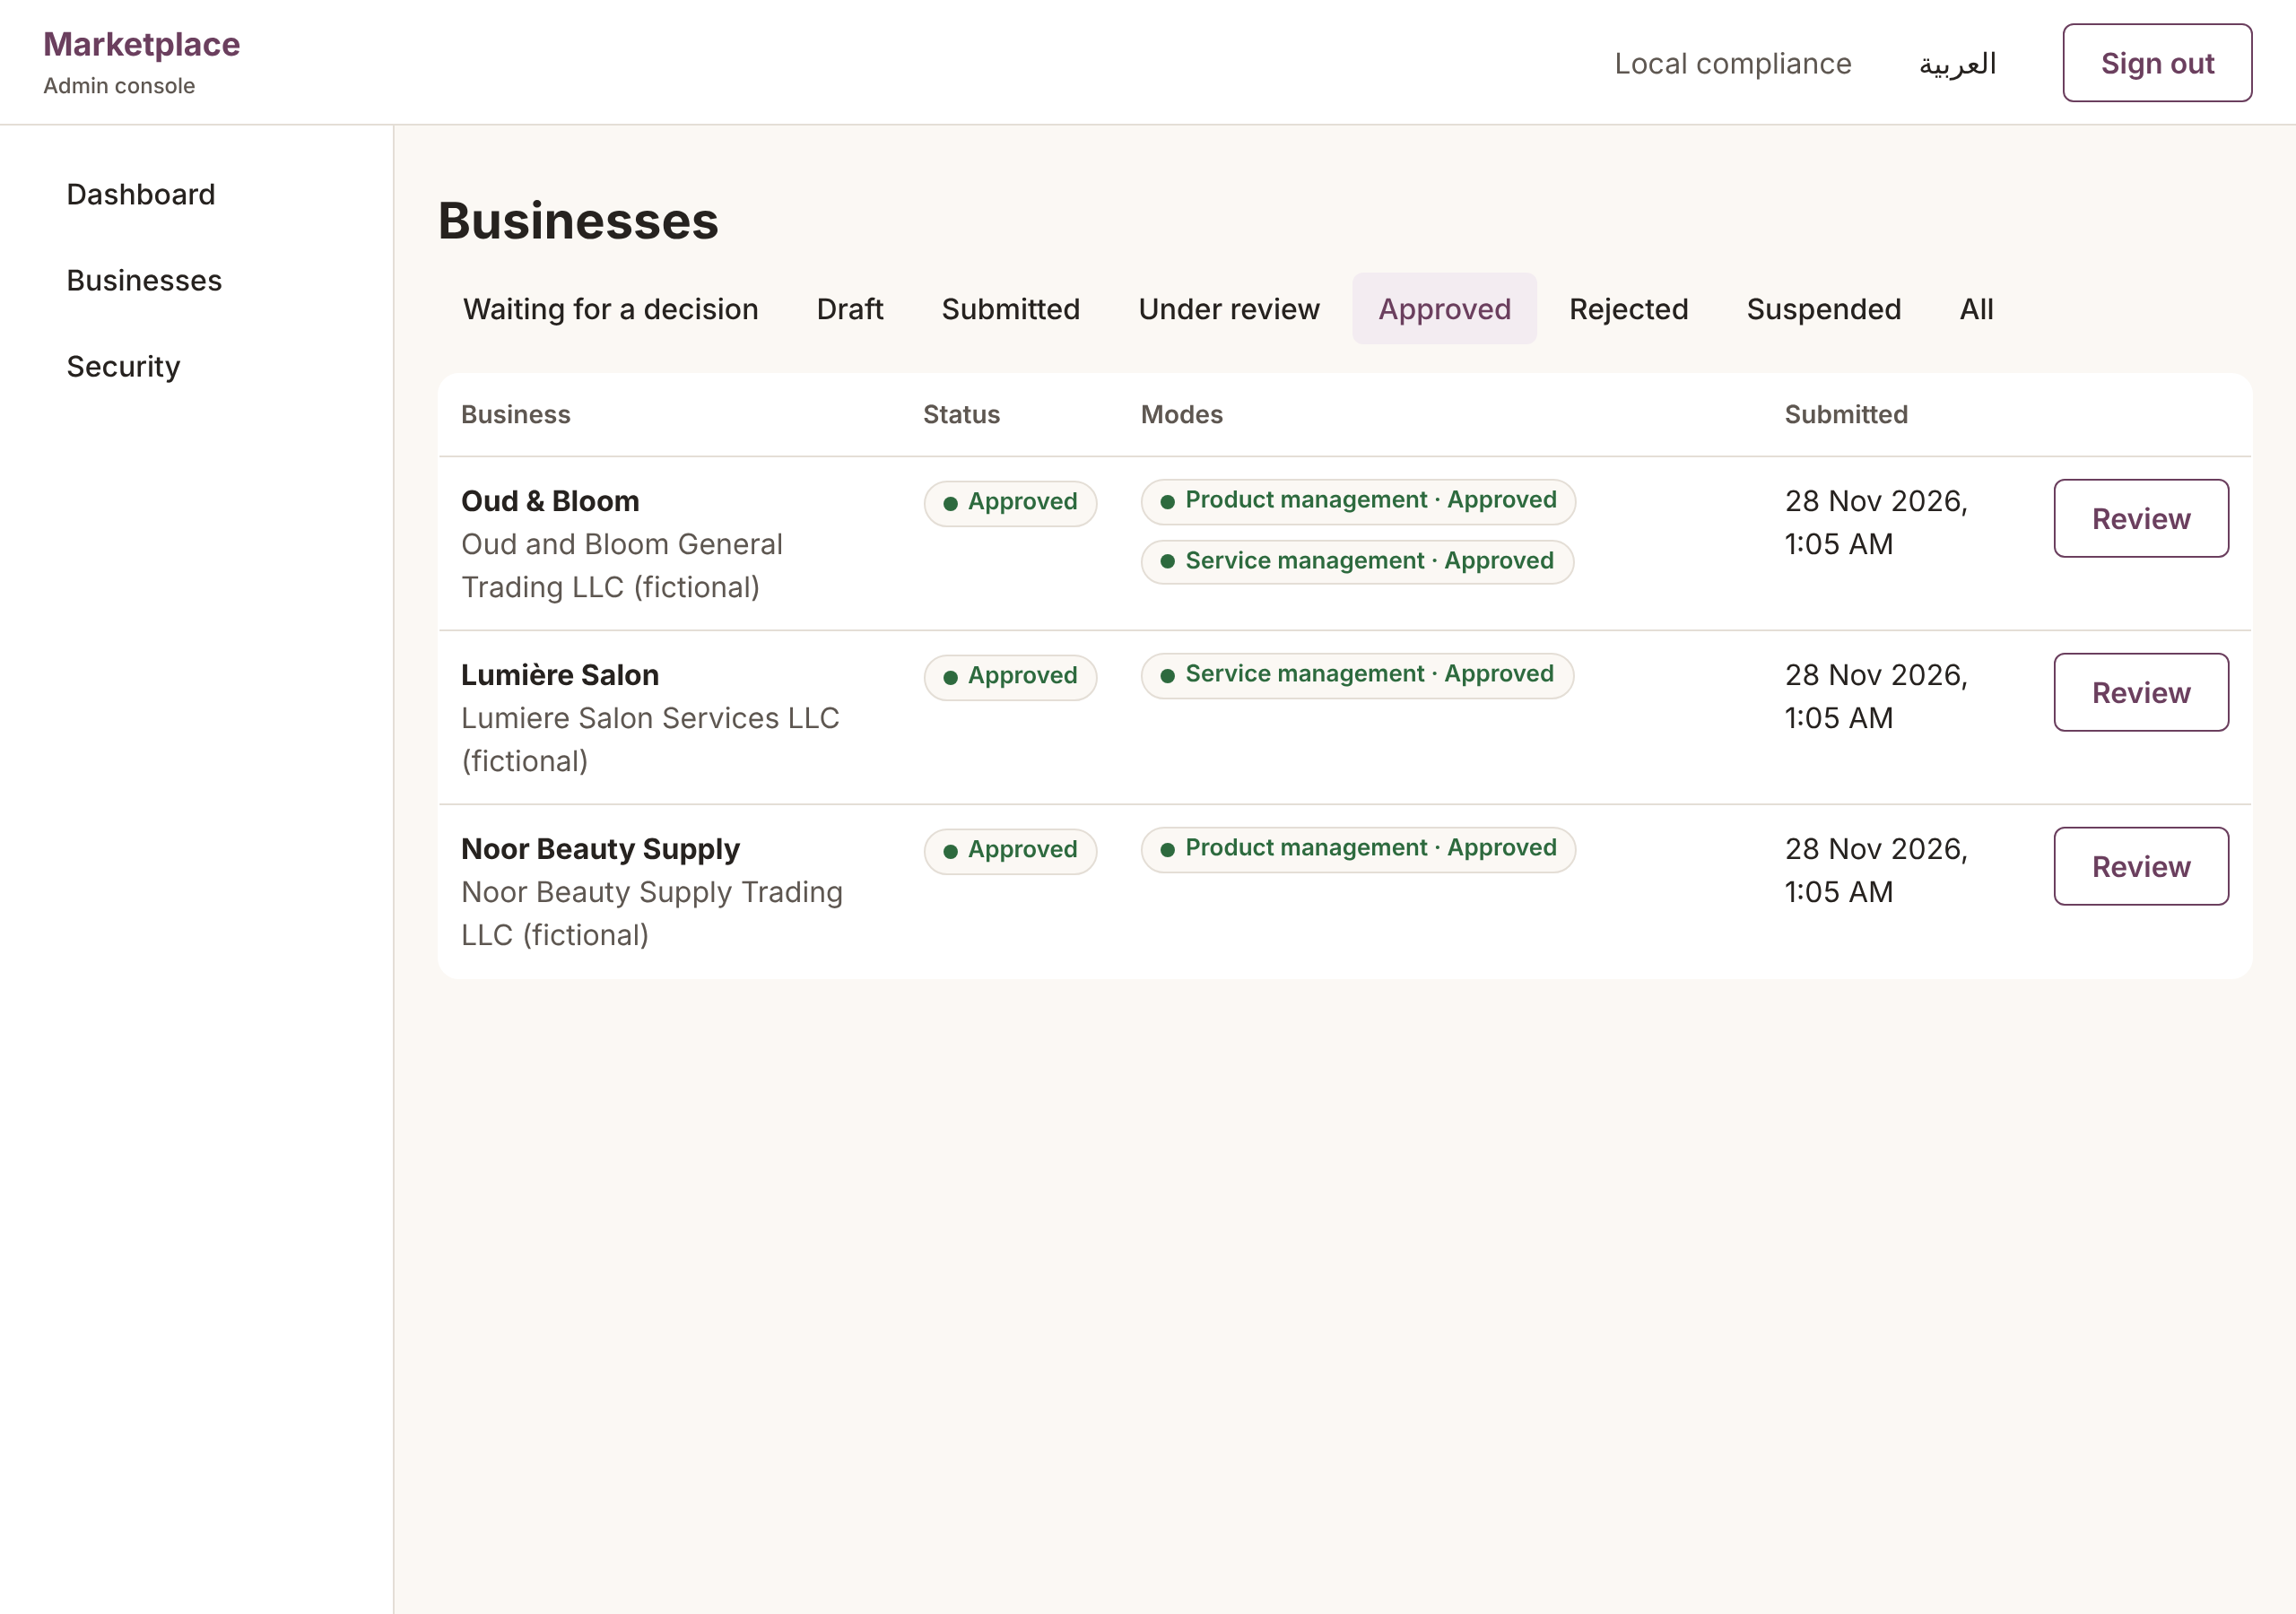 Marketplace
Admin console
Local compliance
العربية
Sign out
Dashboard
Businesses
Security
Businesses
Waiting for a decision
Draft
Submitted
Under review
Approved
Rejected
Suspended
All
Business
Status
Modes
Submitted
Oud & Bloom
Oud and Bloom General
Trading LLC (fictional)
Approved
Product management · Approved
Service management · Approved
28 Nov 2026,
1:05 AM
Review
Lumière Salon
Lumiere Salon Services LLC
(fictional)
Approved
Service management · Approved
28 Nov 2026,
1:05 AM
Review
Noor Beauty Supply
Noor Beauty Supply Trading
LLC (fictional)
Approved
Product management · Approved
28 Nov 2026,
1:05 AM
Review